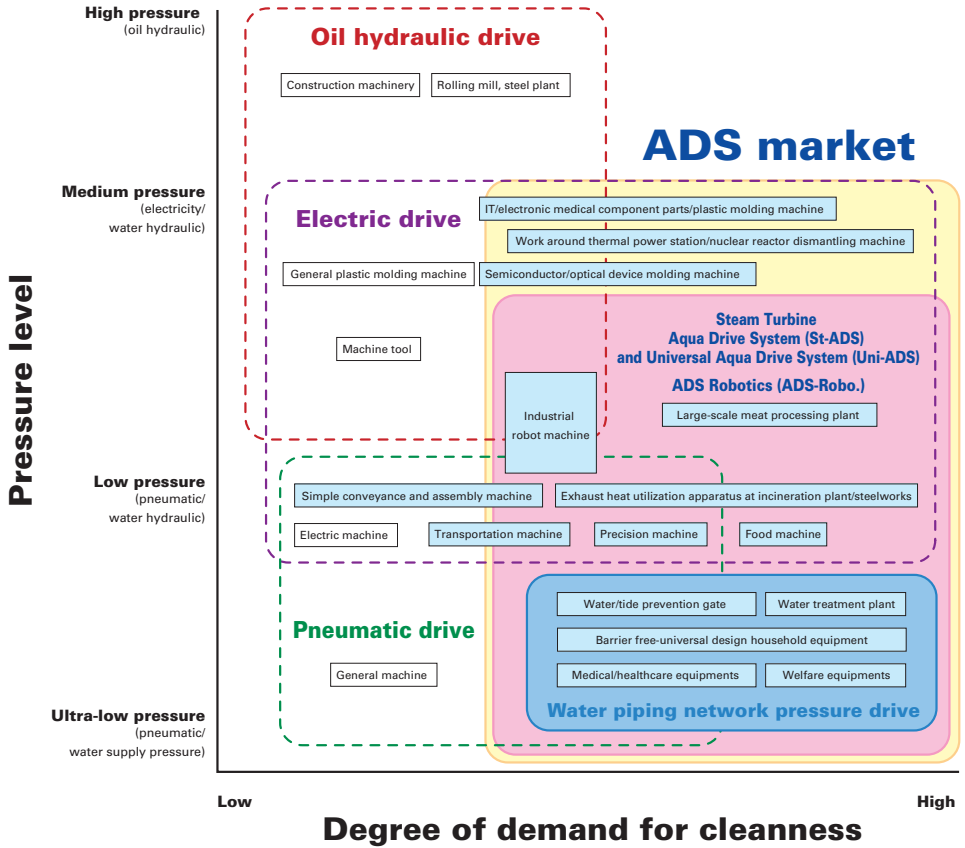 High pressure
(oil hydraulic)
Oil hydraulic drive
Construction machinery
Rolling mill, steel plant
ADS market
Medium pressure
(electricity/
water hydraulic)
Electric drive
IT/electronic medical component parts/plastic molding machine
Work around thermal power station/nuclear reactor dismantling machine
General plastic molding machine
Semiconductor/optical device molding machine
Pressure level
Steam Turbine
Aqua Drive System (St-ADS)
and Universal Aqua Drive System (Uni-ADS)
Machine tool
ADS Robotics (ADS-Robo.)
Industrial
robot machine
Large-scale meat processing plant
Low pressure
(pneumatic/
water hydraulic)
Simple conveyance and assembly machine
Exhaust heat utilization apparatus at incineration plant/steelworks
Electric machine
Transportation machine
Precision machine
Food machine
Water/tide prevention gate
Water treatment plant
Pneumatic drive
Barrier free-universal design household equipment
General machine
Medical/healthcare equipments
Welfare equipments
Ultra-low pressure
(pneumatic/
water supply pressure)
Water piping network pressure drive
Low
High
Degree of demand for cleanness